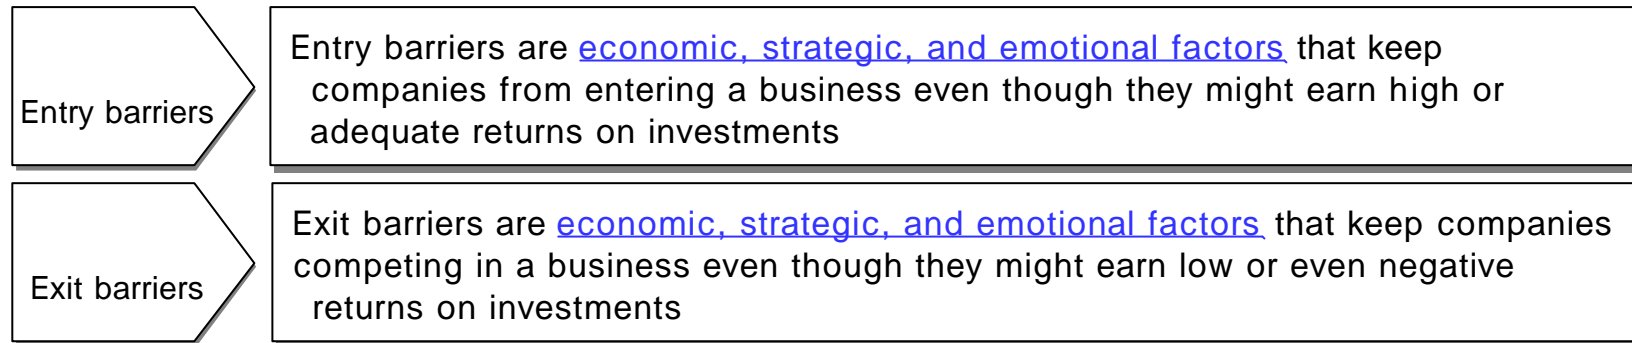 Entry barriers
Entry barriers are economic, strategic, and emotional factors that keep
companies from entering a business even though they might earn high or
adequate returns on investments
Exit barriers
Exit barriers are economic, strategic, and emotional factors that keep companies
competing in a business even though they might earn low or even negative
returns on investments